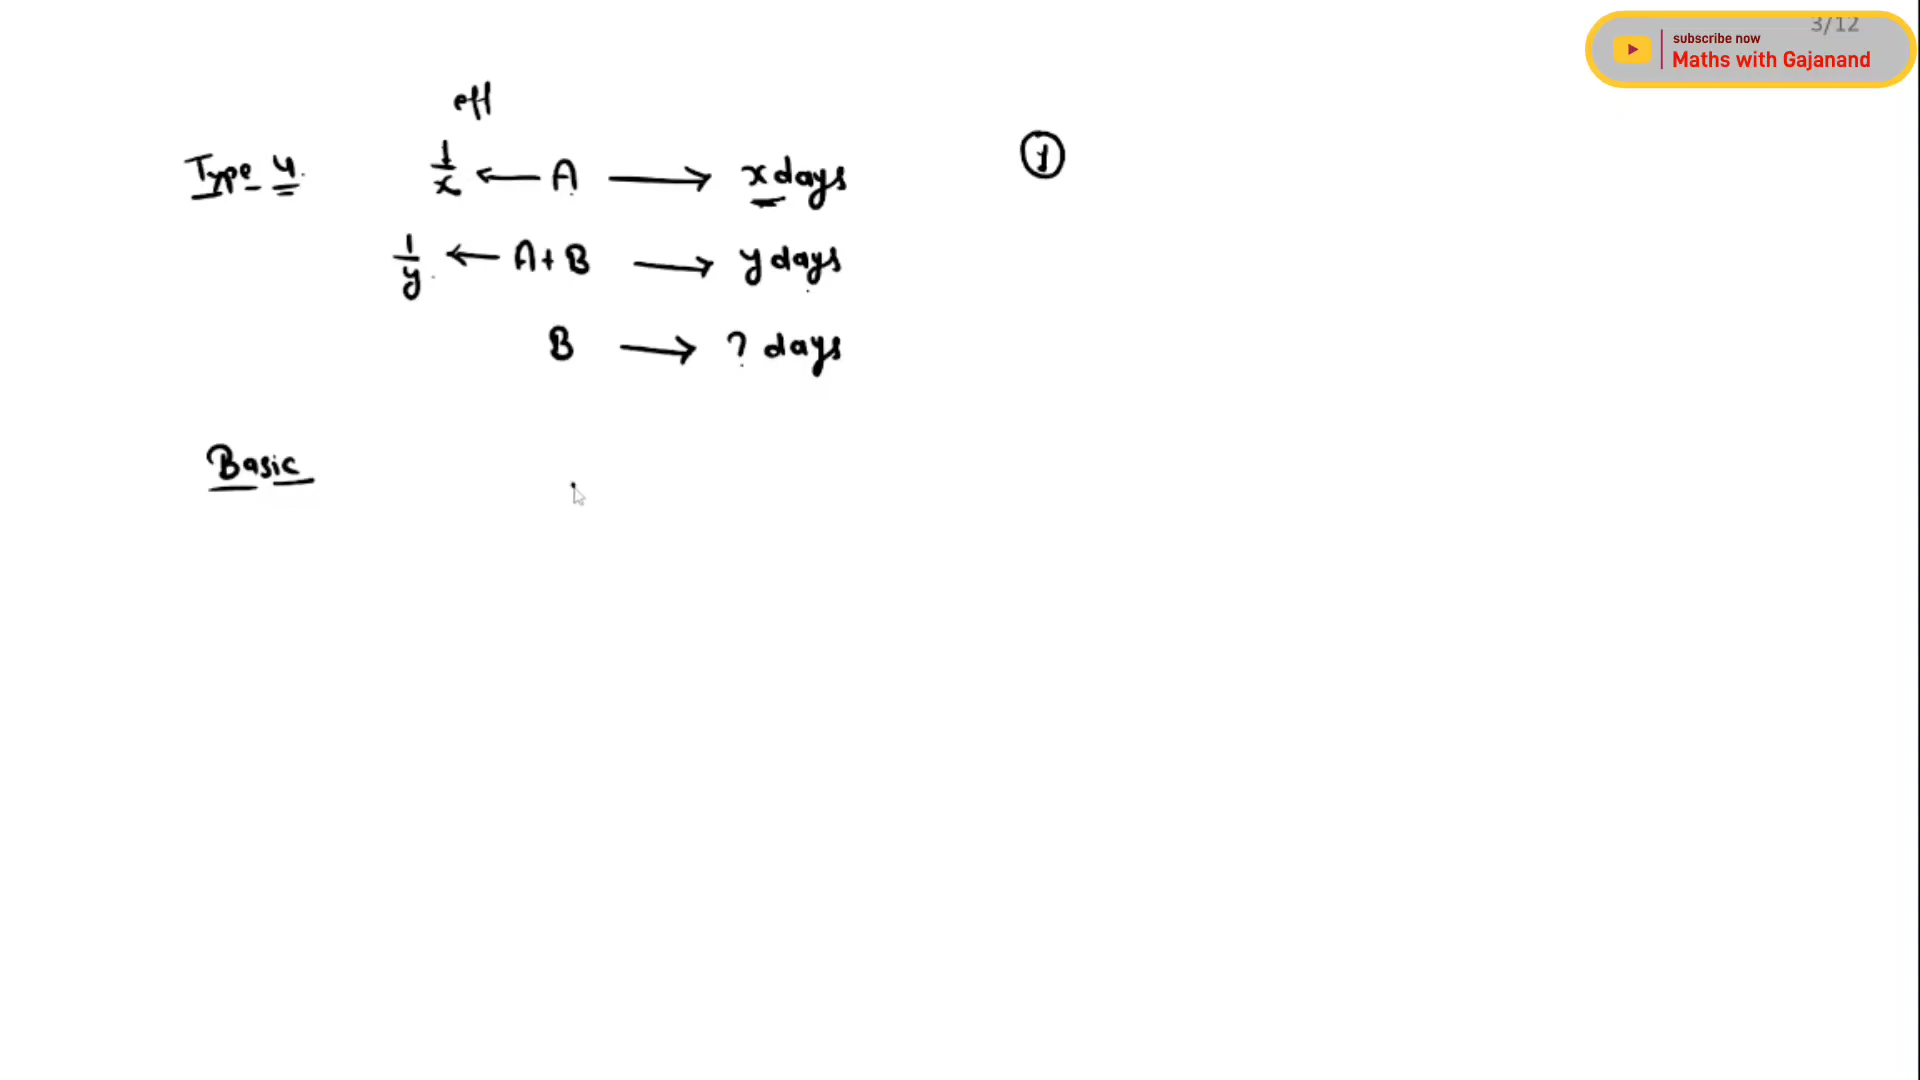 3/12
subscribe now
Maths with Gajanand
eff
Type 4. 1/x ← A → x days
①
1/y ← A + B → y days
B → ? days
Basic